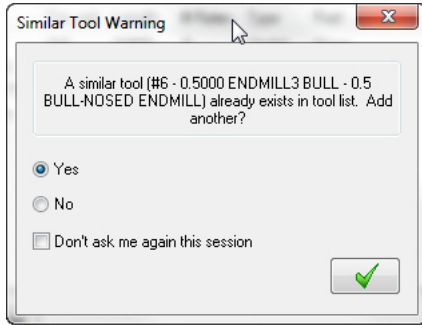 Similar Tool Warning
A similar tool (#6 - 0.5000 ENDMILL3 BULL - 0.5
BULL-NOSED ENDMILL) already exists in tool list. Add
another?
Yes
No
Don't ask me again this session